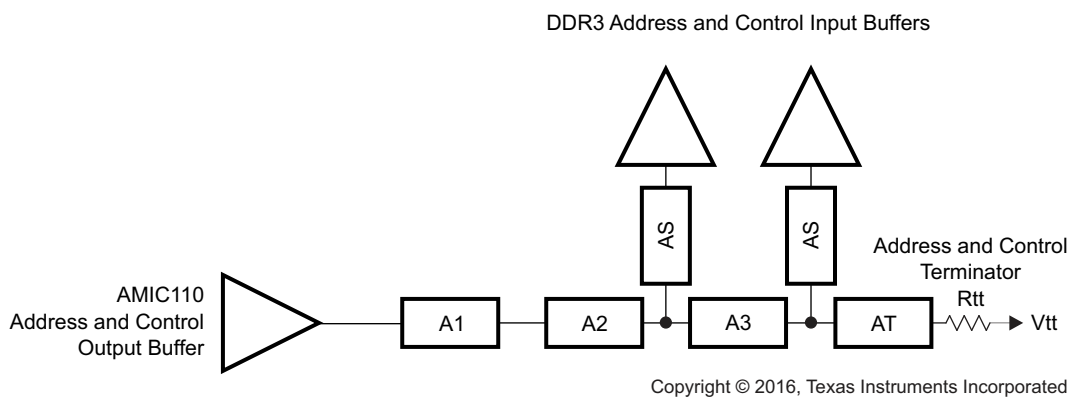 DDR3 Address and Control Input Buffers
AS
AS
Address and Control
Terminator
Rtt
AMIC110
Address and Control
Output Buffer
A1
A2
A3
AT
Vtt
Copyright © 2016, Texas Instruments Incorporated